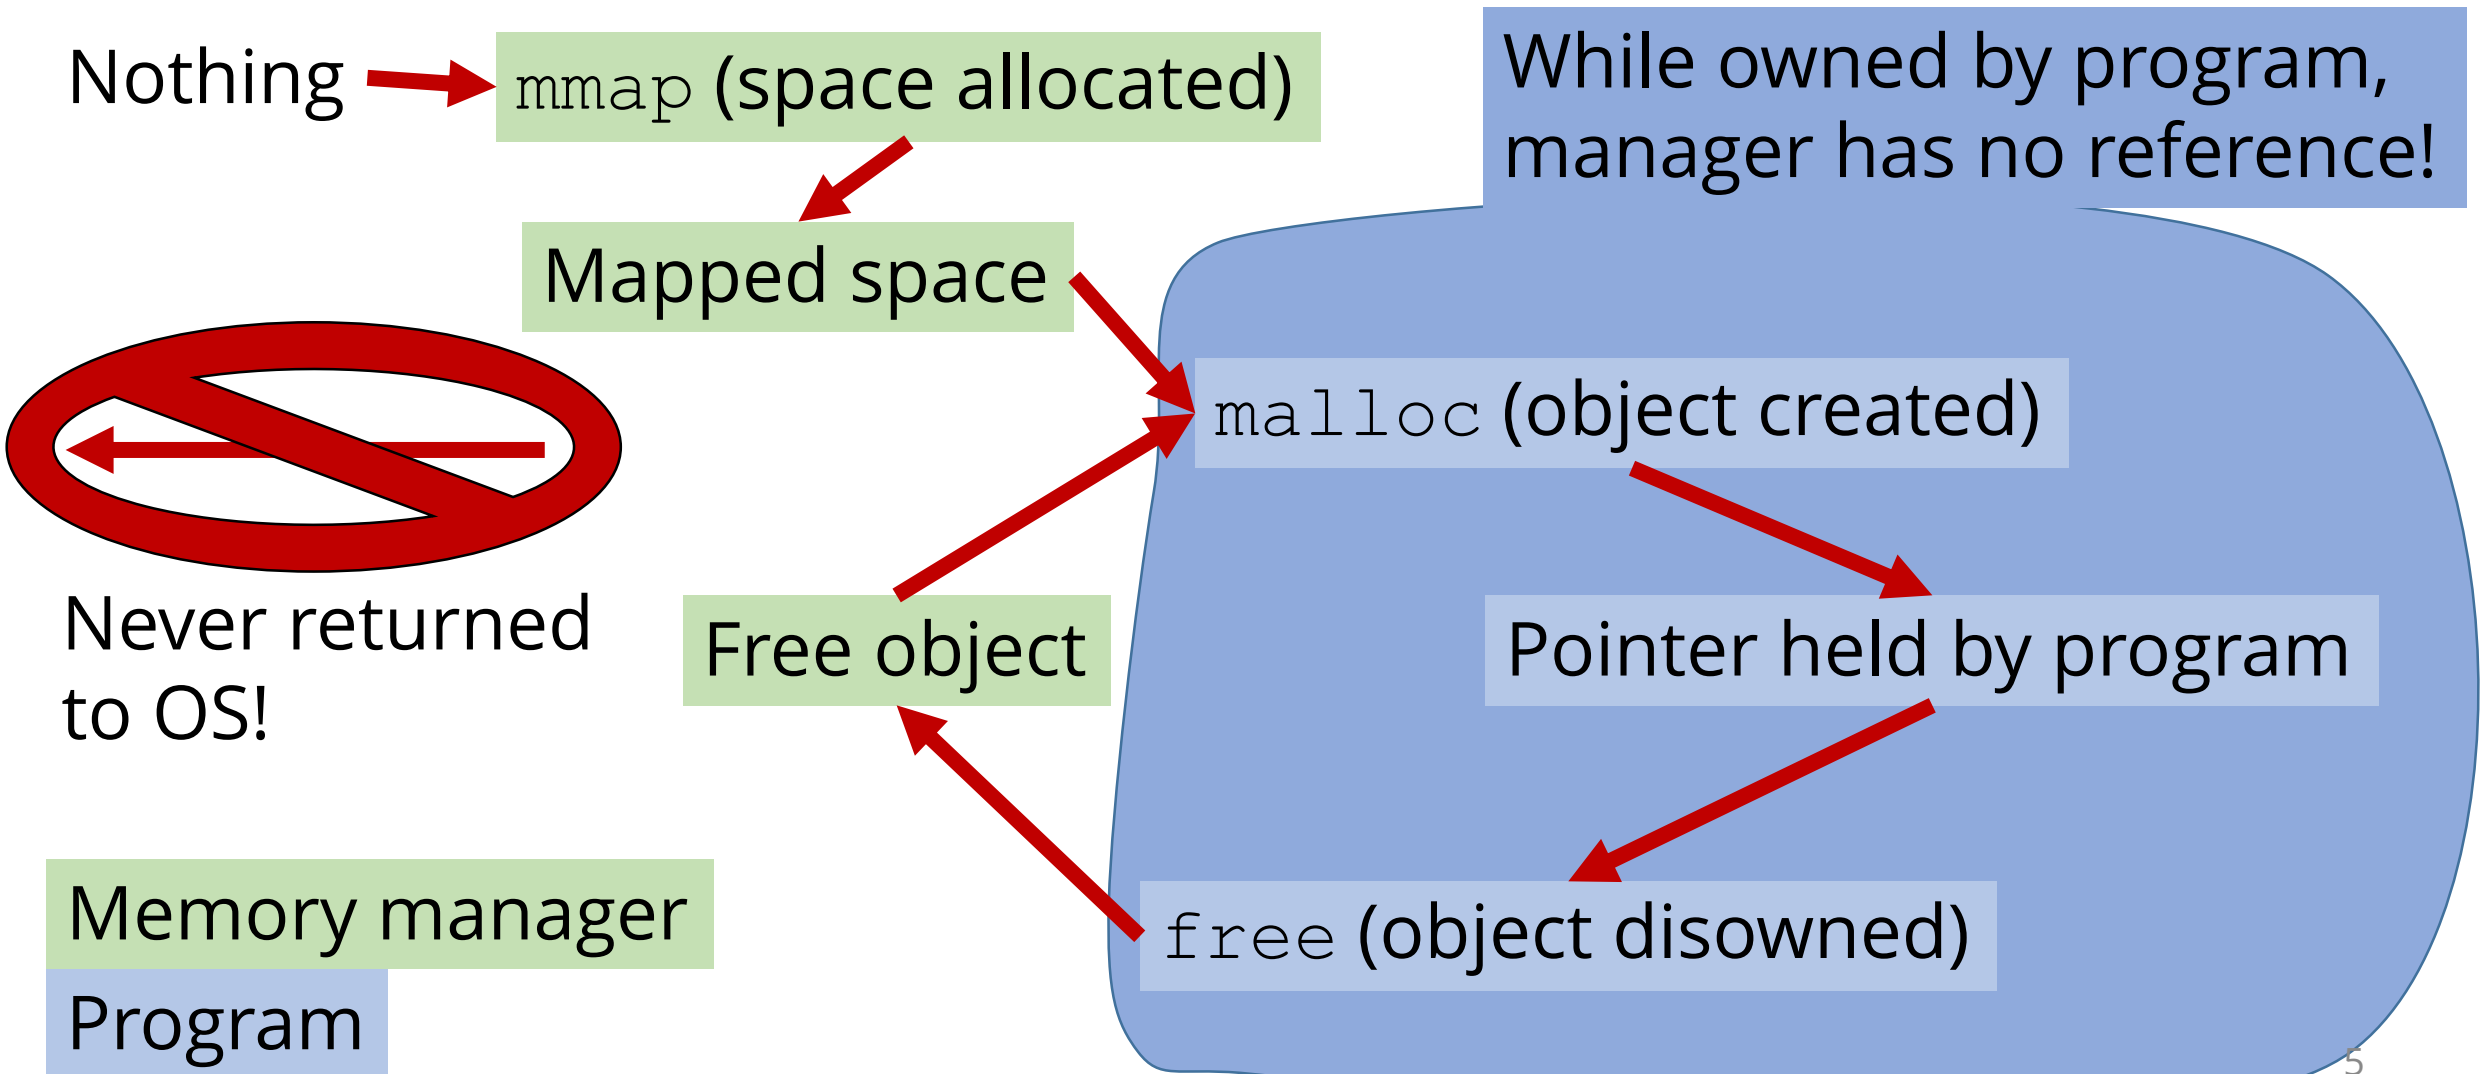 Nothing
mmap (space allocated)
While owned by program,
manager has no reference!
Mapped space
malloc (object created)
Never returned
to OS!
Free object
Pointer held by program
free (object disowned)
Memory manager
Program
5